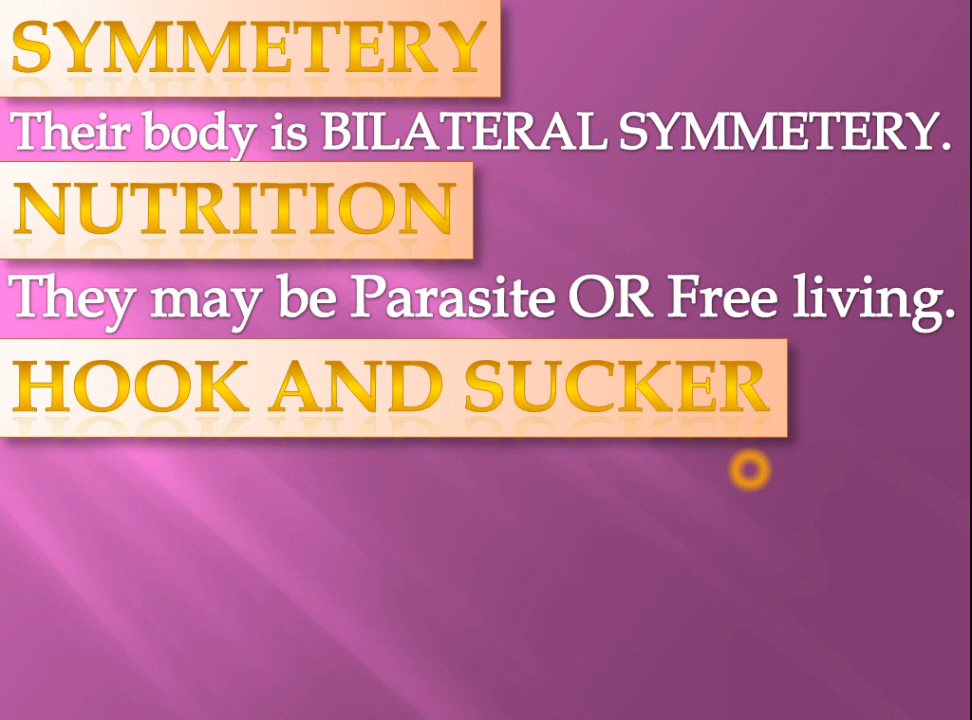 SYMMETERY
Their body is BILATERAL SYMMETERY.
NUTRITION
They may be Parasite OR Free living.
HOOK AND SUCKER